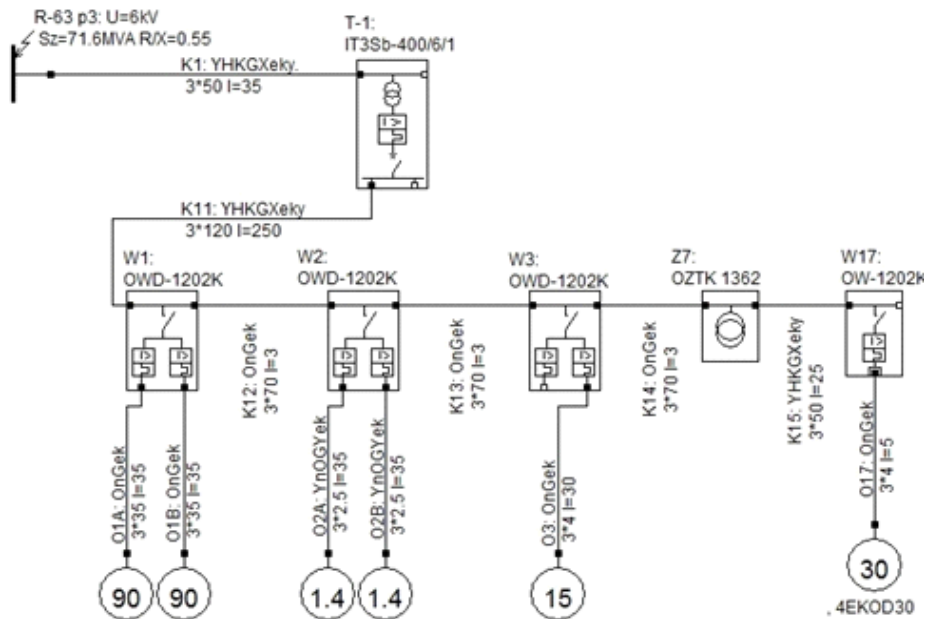 R-63 p3: U=6kV
Sz=71.6MVA R/X=0.55
T-1:
IT3Sb-400/6/1
K1: YHKGXeky.
3*50 l=35
K11: YHKGXeky
3*120 l=250
W1:
OWD-1202K
W2:
OWD-1202K
W3:
OWD-1202K
Z7:
OZTK 1362
W17:
OW-1202K
K12: OnGek
3*70 l=3
K13: OnGek
3*70 l=3
K14: OnGek
3*70 l=3
K15: YHKGXeky
3*50 l=25
O1A: OnGek
3*35 l=35
O1B: OnGek
3*35 l=35
O2A: YnOGYek
3*2.5 l=35
O2B: YnOGYek
3*2.5 l=35
O3: OnGek
3*4 l=30
O17: OnGek
3*4 l=5
90
90
1.4
1.4
15
30
. 4EKOD30